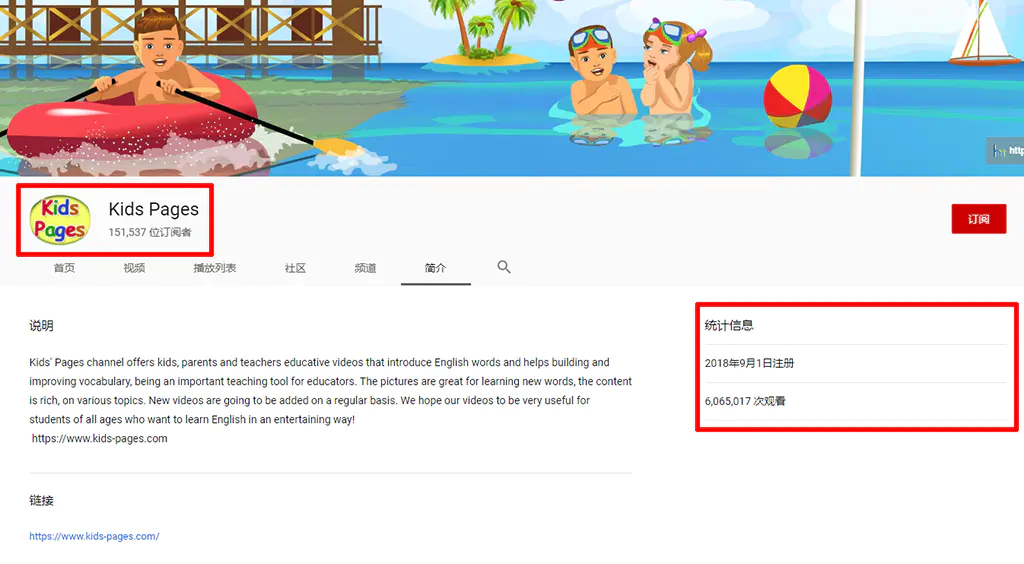 http
Kids
Pages
Kids Pages
151,537 位订阅者
订阅
首页 视频 播放列表 社区 频道 简介
说明
Kids' Pages channel offers kids, parents and teachers educative videos that introduce English words and helps building and
improving vocabulary, being an important teaching tool for educators. The pictures are great for learning new words, the content
is rich, on various topics. New videos are going to be added on a regular basis. We hope our videos to be very useful for
students of all ages who want to learn English in an entertaining way!
https://www.kids-pages.com
统计信息
2018年9月1日注册
6,065,017 次观看
链接
https://www.kids-pages.com/